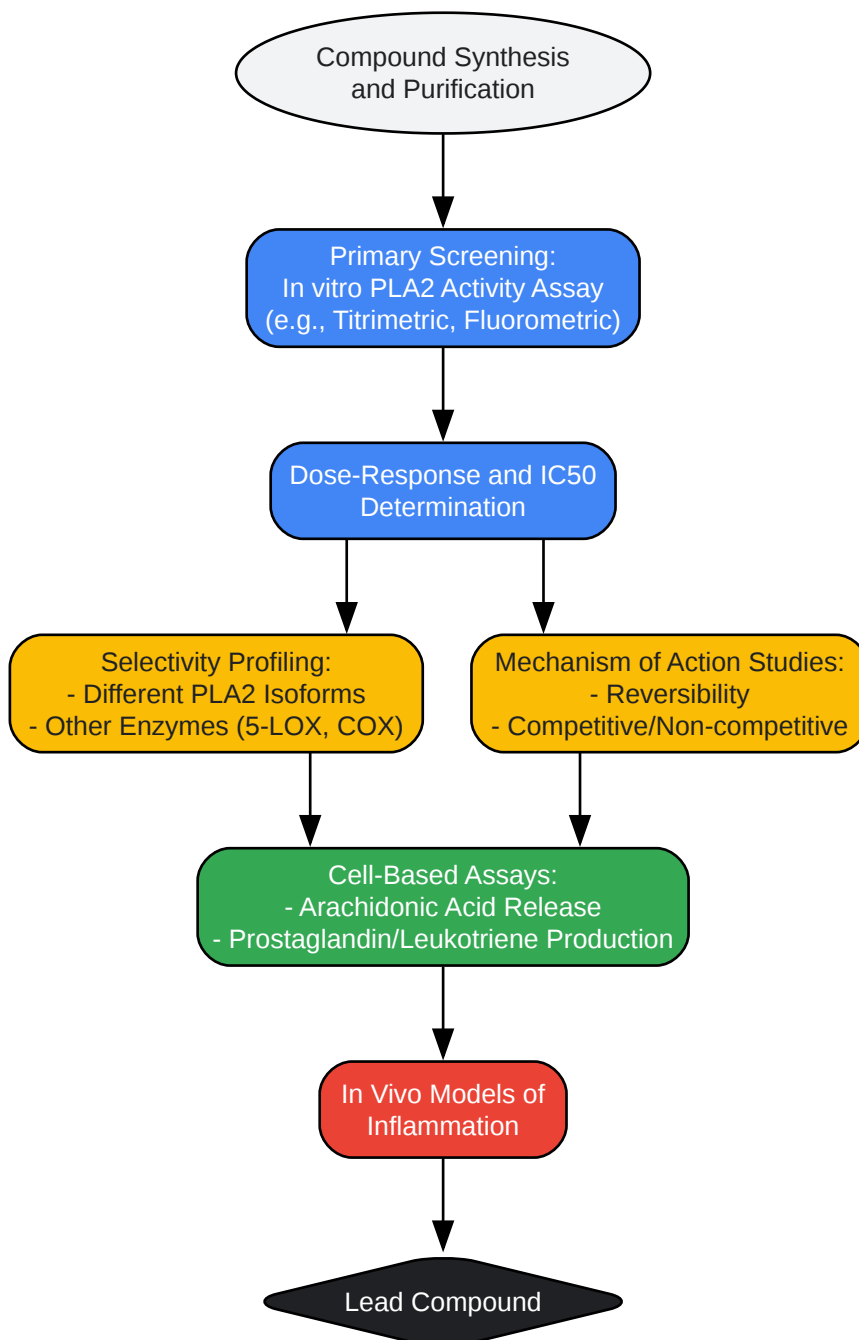 Compound Synthesis
and Purification
Primary Screening:
In vitro PLA2 Activity Assay
(e.g., Titrimetric, Fluorometric)
Dose-Response and IC50
Determination
Selectivity Profiling:
- Different PLA2 Isoforms
- Other Enzymes (5-LOX, COX)
Mechanism of Action Studies:
- Reversibility
- Competitive/Non-competitive
Cell-Based Assays:
- Arachidonic Acid Release
- Prostaglandin/Leukotriene Production
In Vivo Models of
Inflammation
Lead Compound